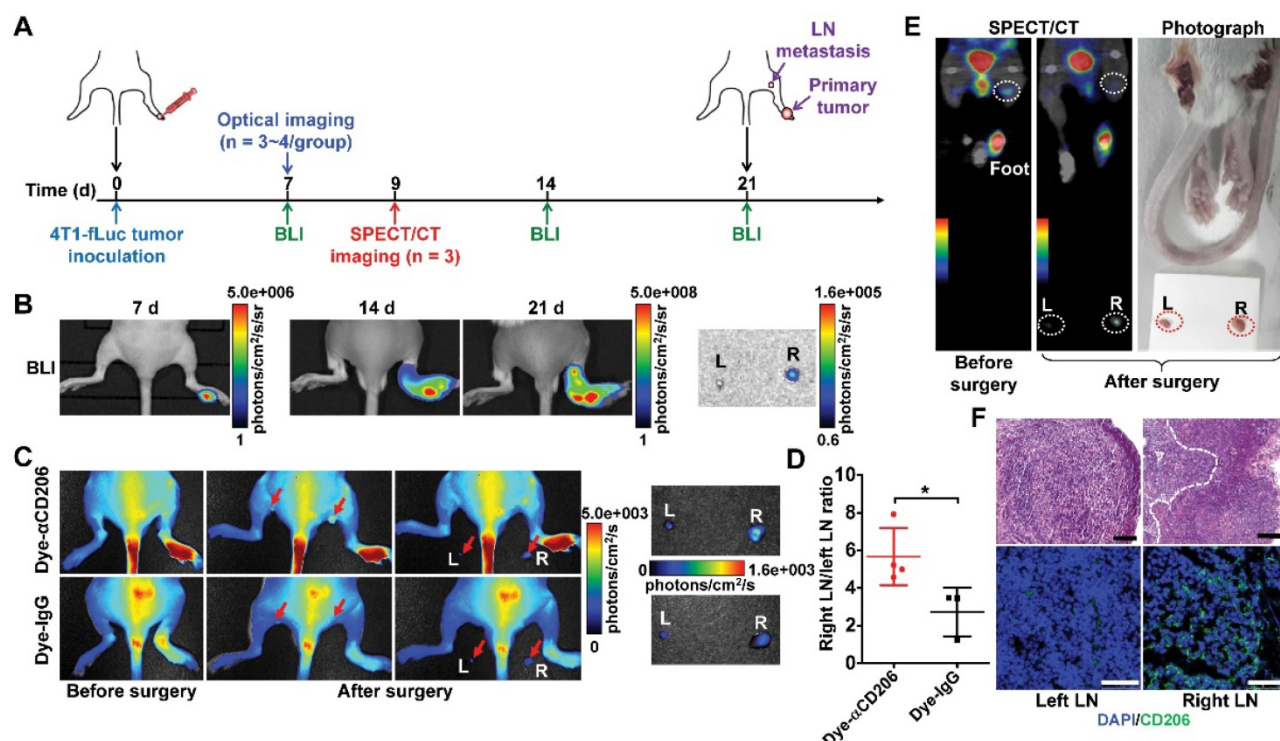 A
LN
metastasis
Primary
tumor
Optical imaging
(n = 3~4/group)
Time (d)
0
7
9
14
21
4T1-fLuc tumor
inoculation
BLI
SPECT/CT
imaging (n = 3)
BLI
BLI
B
7 d
14 d
21 d
BLI
5.0e+006
photons/cm²/s/sr
1
5.0e+008
photons/cm²/s/sr
1
L
R
1.6e+005
photons/cm²/s/sr
0.6
C
Dye-αCD206
Dye-IgG
L
R
L
R
Before surgery
After surgery
5.0e+003
photons/cm²/s
0
L
R
0
1.6e+003
photons/cm²/s
L
R
D
Right LN/left LN ratio
10
8
6
4
2
0
*
Dye-αCD206
Dye-IgG
E
SPECT/CT
Photograph
Foot
L
R
L
R
Before
surgery
After surgery
F
Left LN
Right LN
DAPI/CD206